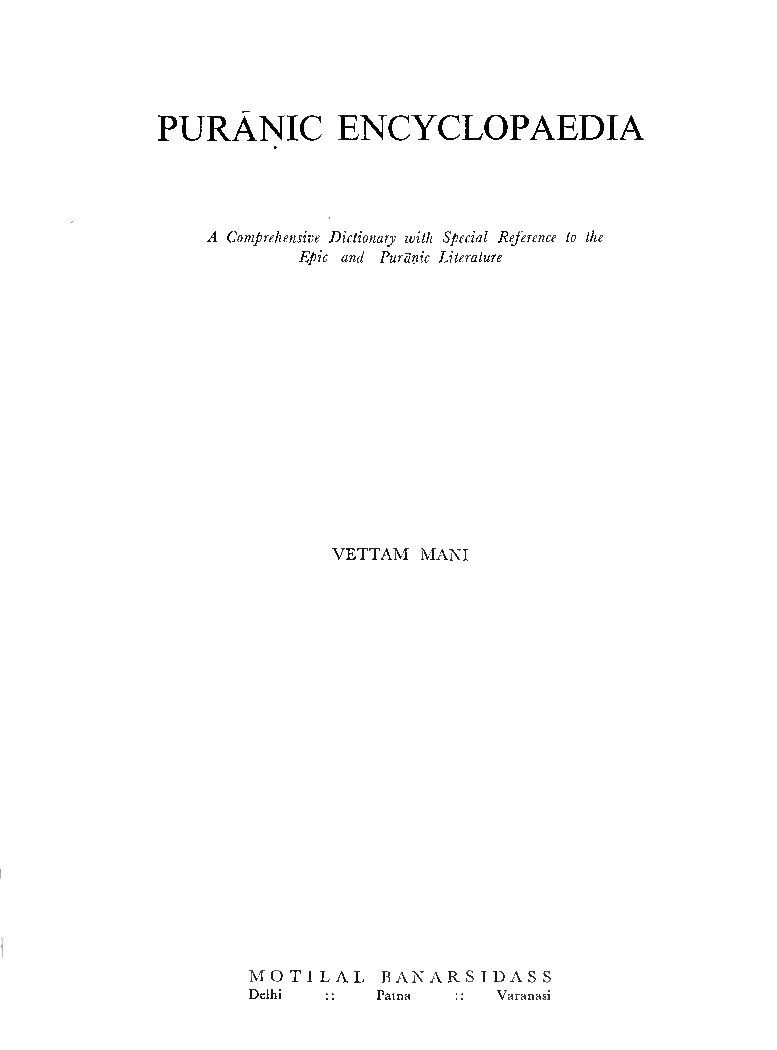 PURĀṆIC ENCYCLOPAEDIA
A Comprehensive Dictionary with Special Reference to the
Epic and Purāṇic Literature
VETTAM MANI
MOTILAL BANARSIDASS
Delhi :: Patna :: Varanasi